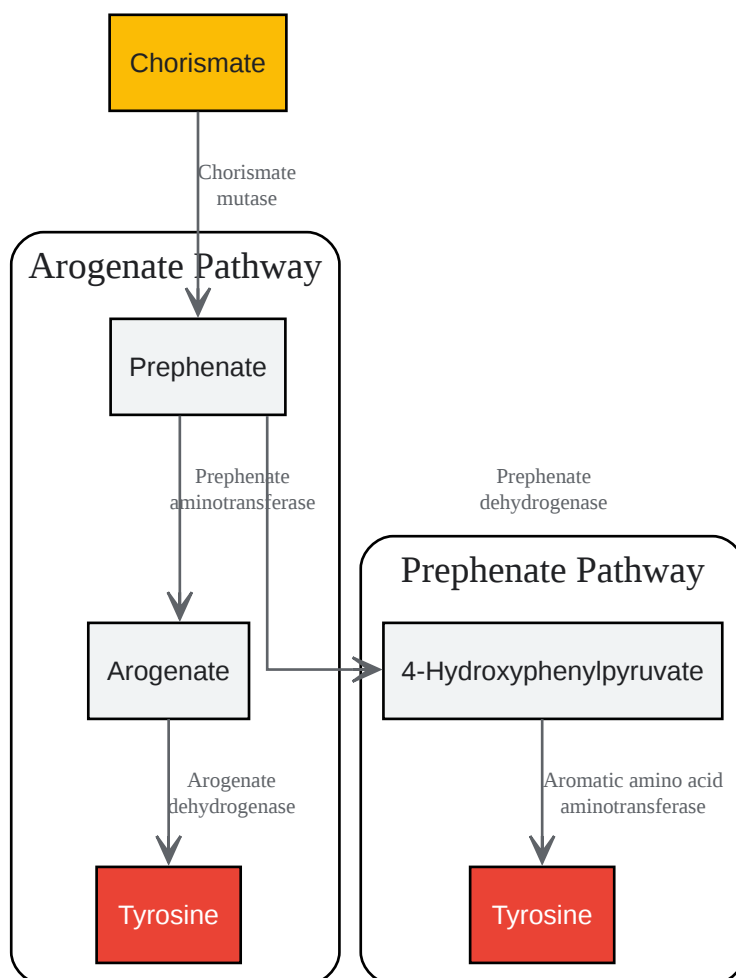 Chorismate
Chorismate
mutase
Arogenate Pathway
Prephenate
Prephenate
aminotransferase
Prephenate
dehydrogenase
Prephenate Pathway
Arogenate
4-Hydroxyphenylpyruvate
Arogenate
dehydrogenase
Aromatic amino acid
aminotransferase
Tyrosine
Tyrosine